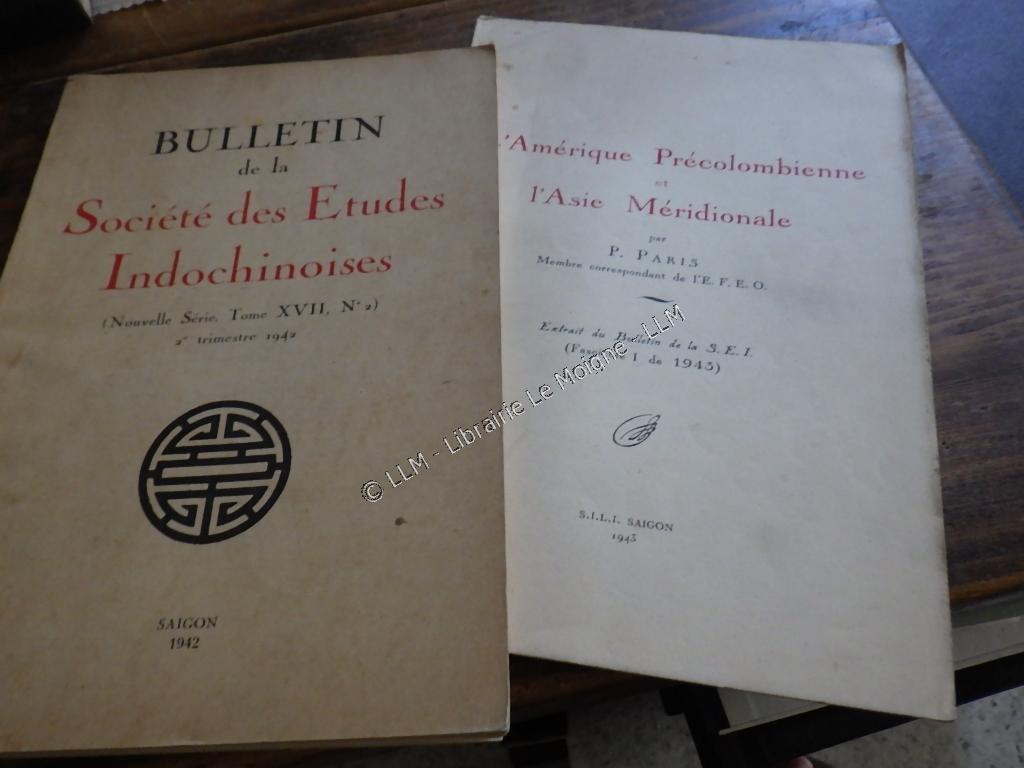 BULLETIN
de la
Société des Etudes
Indochinoises
(Nouvelle Série, Tome XVII, N° 2)
2e trimestre 1942
SAIGON
1942
l'Amérique Précolombienne
et
l'Asie Méridionale
par
P. PARIS
Membre correspondant de l'E. F. E. O.
Extrait du Bulletin de la S. E. I.
(Fascicule I de 1943)
S.I.L.I. SAIGON
1943
© LLM - Librairie Le Moigne - LLM